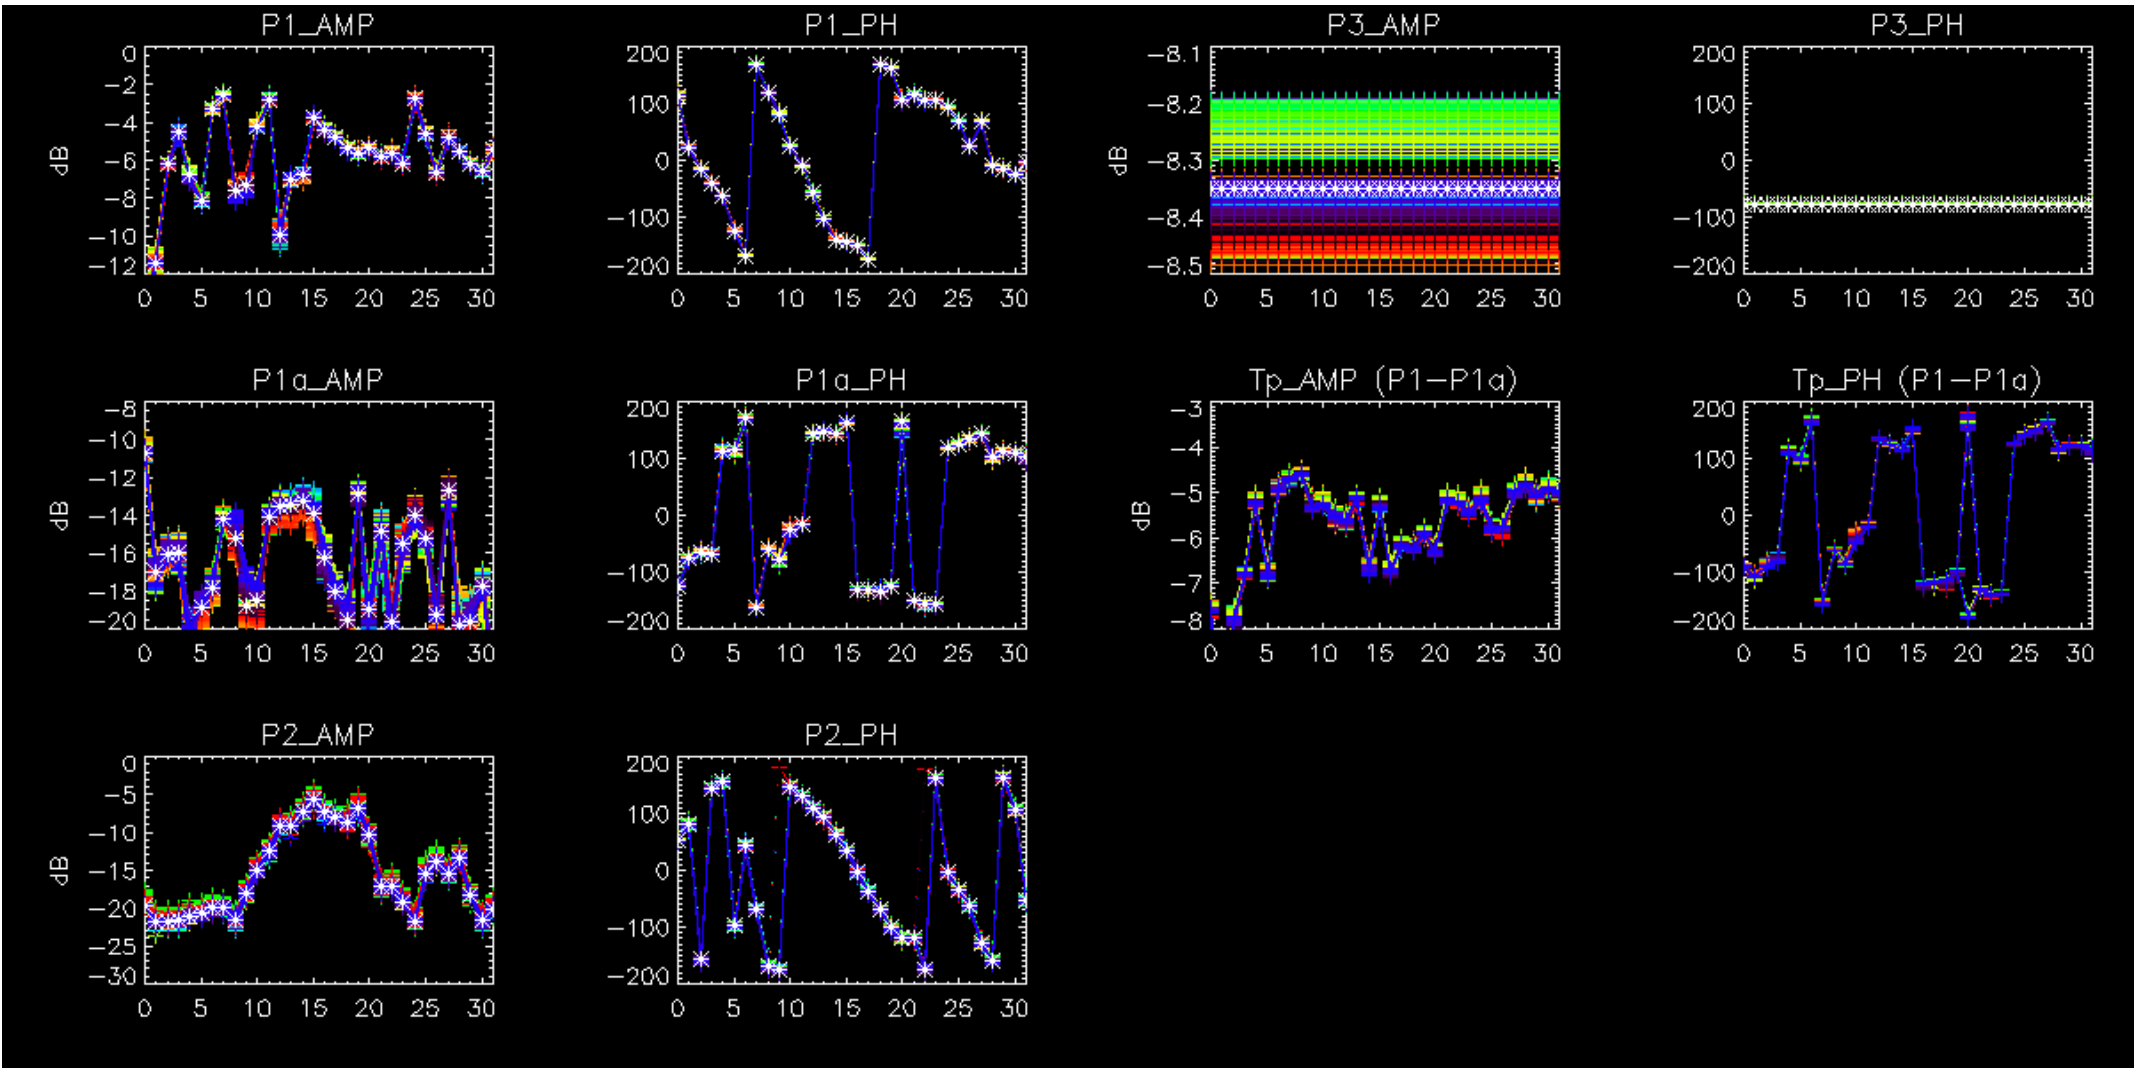 P1_AMP
0
−2
−4
−6
−8
−10
−12
dB
0 5 10 15 20 25 30
P1_PH
200
100
0
−100
−200
0 5 10 15 20 25 30
P3_AMP
−8.1
−8.2
−8.3
−8.4
−8.5
dB
0 5 10 15 20 25 30
P3_PH
200
100
0
−100
−200
0 5 10 15 20 25 30
P1a_AMP
−8
−10
−12
−14
−16
−18
−20
dB
0 5 10 15 20 25 30
P1a_PH
200
100
0
−100
−200
0 5 10 15 20 25 30
Tp_AMP (P1−P1a)
−3
−4
−5
−6
−7
−8
dB
0 5 10 15 20 25 30
Tp_PH (P1−P1a)
200
100
0
−100
−200
0 5 10 15 20 25 30
P2_AMP
0
−5
−10
−15
−20
−25
−30
dB
0 5 10 15 20 25 30
P2_PH
200
100
0
−100
−200
0 5 10 15 20 25 30